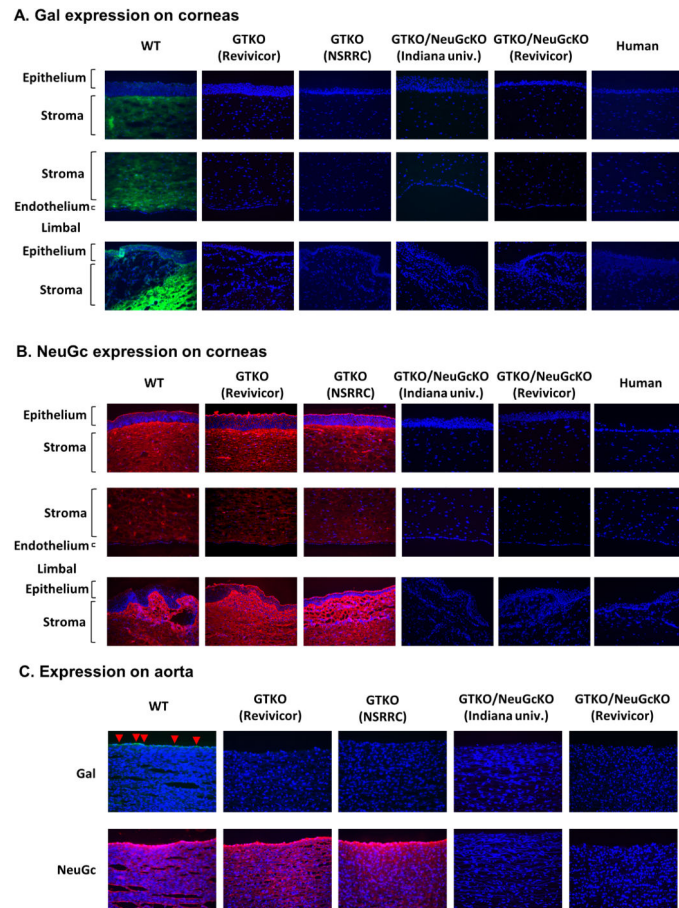 A. Gal expression on corneas
WT
GTKO
(Revivicor)
GTKO
(NSRRC)
GTKO/NeuGcKO
(Indiana univ.)
GTKO/NeuGcKO
(Revivicor)
Human
Epithelium
Stroma
Stroma
Endothelium
Limbal
Epithelium
Stroma
B. NeuGc expression on corneas
WT
GTKO
(Revivicor)
GTKO
(NSRRC)
GTKO/NeuGcKO
(Indiana univ.)
GTKO/NeuGcKO
(Revicor)
Human
Epithelium
Stroma
Stroma
Endothelium
Limbal
Epithelium
Stroma
C. Expression on aorta
WT
GTKO
(Revivicor)
GTKO
(NSRRC)
GTKO/NeuGcKO
(Indiana univ.)
GTKO/NeuGcKO
(Revivicor)
Gal
NeuGc